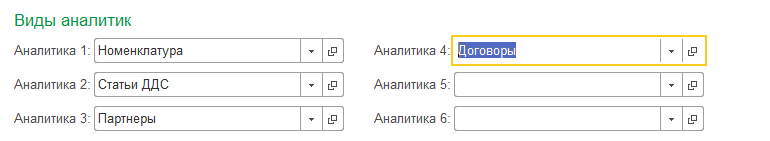 Виды аналитик
Аналитика 1: Номенклатура
Аналитика 4: Договоры
Аналитика 2: Статьи ДДС
Аналитика 5:
Аналитика 3: Партнеры
Аналитика 6: